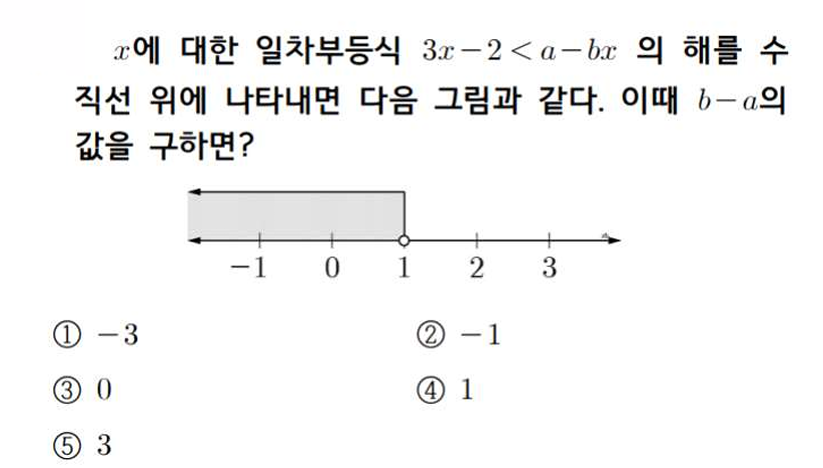 x에 대한 일차부등식 3x-2<a-bx 의 해를 수
직선 위에 나타내면 다음 그림과 같다. 이때 b-a의
값을 구하면?
-1 0 1 2 3
① -3 ② -1
③ 0 ④ 1
⑤ 3